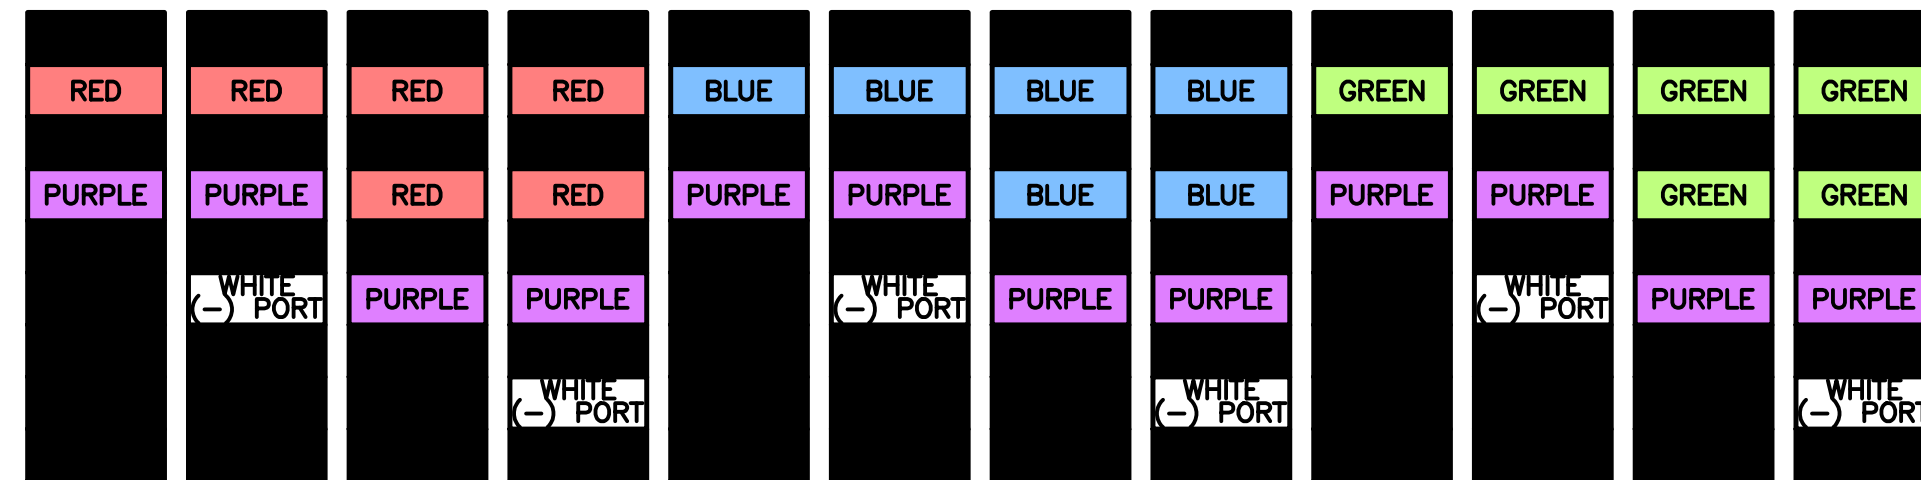 RED RED RED RED BLUE BLUE BLUE BLUE GREEN GREEN GREEN GREEN
PURPLE PURPLE RED RED PURPLE PURPLE BLUE BLUE PURPLE PURPLE GREEN GREEN
WHITE WHITE WHITE
(-) PORT PURPLE PURPLE (-) PORT PURPLE PURPLE (-) PORT PURPLE PURPLE
WHITE WHITE WHITE
(-) PORT (-) PORT (-) PORT